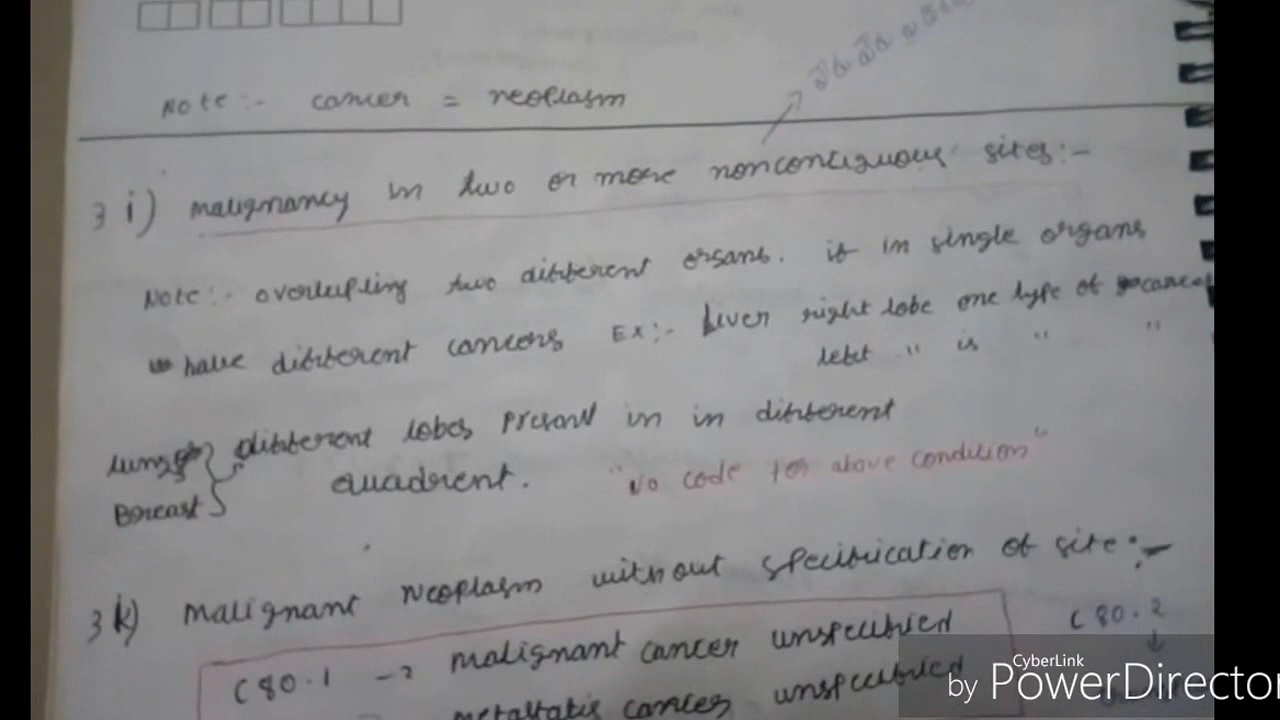 Note:- cancer = neoplasm
3 i) malignancy in two or more noncontiguous sites:-
Note:- overlapling two different organs. if in single organs
have different cancers Ex:- Liver right lobe one type of cancer
left " is " "
Lungs different lobes present in in different
Breast quadrent. "No code for above condition"
3 k) malignant neoplasm without specification of site:-
C80.1 → malignant cancer unspecified
C80.2
metastatic cancer unspecified
CyberLink
by PowerDirector